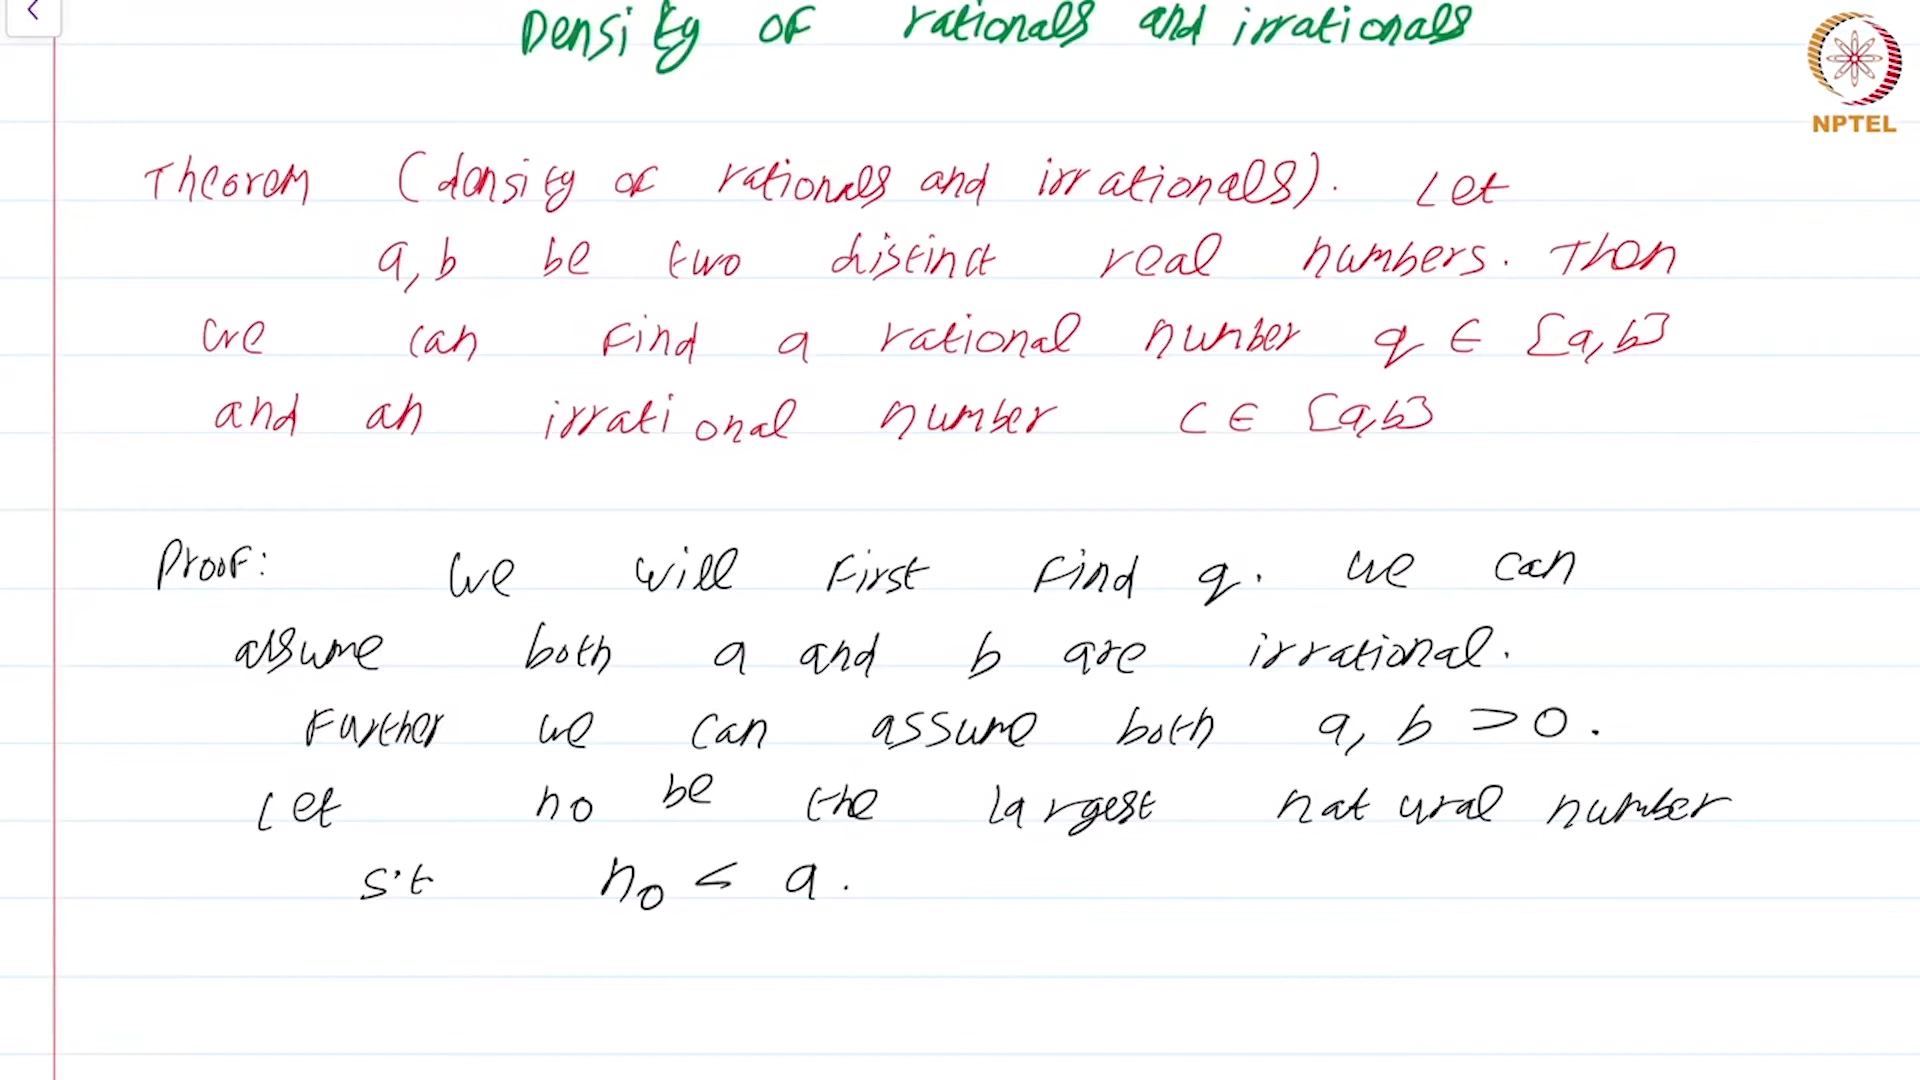 Density of rationals and irrationals
NPTEL
Theorem (density of rationals and irrationals). Let
a, b be two distinct real numbers. Then
we can find a rational number q ∈ [a, b]
and an irrational number c ∈ [a, b]
Proof: We will first find q. We can
assume both a and b are irrational.
Further we can assume both a, b > 0.
Let n0 be the largest natural number
s.t n0 < a.